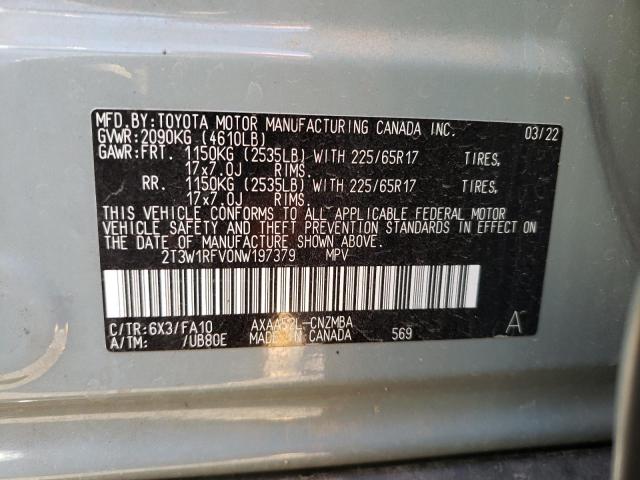 MFD.BY:TOYOTA MOTOR MANUFACTURING CANADA INC. 03/22
GVWR:2090KG (4610LB)
GAWR:FRT. 1150KG (2535LB) WITH 225/65R17 TIRES,
17x7.0J RIMS.
RR. 1150KG (2535LB) WITH 225/65R17 TIRES,
17x7.0J RIMS.
THIS VEHICLE CONFORMS TO ALL APPLICABLE FEDERAL MOTOR
VEHICLE SAFETY AND THEFT PREVENTION STANDARDS IN EFFECT ON
THE DATE OF MANUFACTURE SHOWN ABOVE.
2T3W1RFV0NW197379 MPV
C/TR:6X3/FA10 AXAA52L-CNZMBA A
A/TM: /UB80E MADE IN CANADA 569